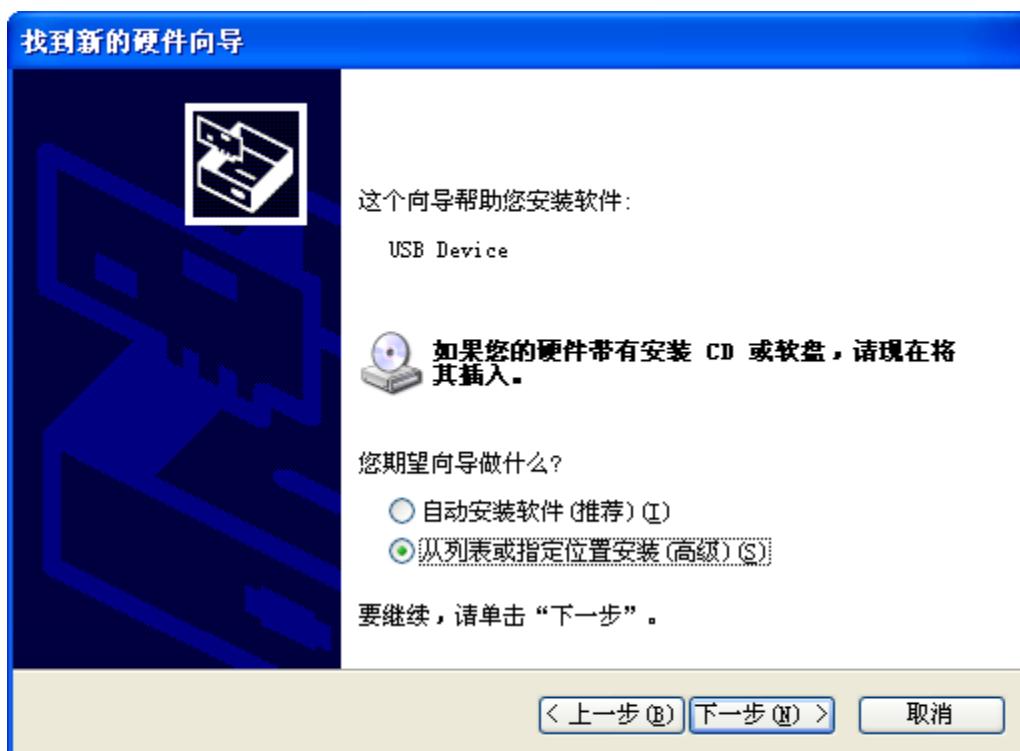 找到新的硬件向导
这个向导帮助您安装软件:
USB Device
如果您的硬件带有安装 CD 或软盘，请现在将
其插入。
您期望向导做什么?
自动安装软件(推荐)(I)
从列表或指定位置安装(高级)(S)
要继续，请单击“下一步”。
< 上一步(B) 下一步(N) > 取消